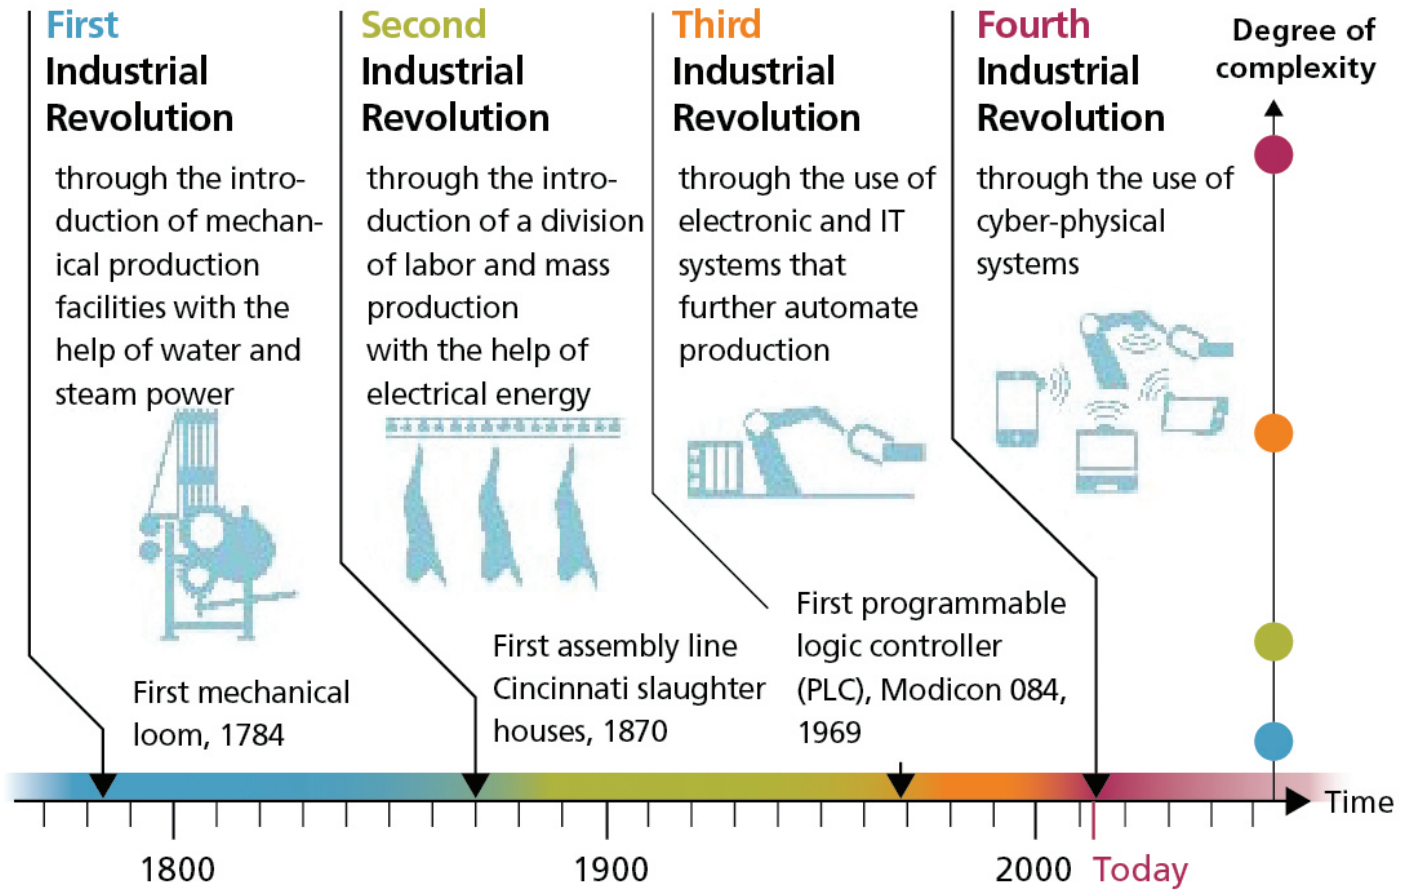 First
Industrial
Revolution
through the intro-
duction of mechan-
ical production
facilities with the
help of water and
steam power
First mechanical
loom, 1784
Second
Industrial
Revolution
through the intro-
duction of a division
of labor and mass
production
with the help of
electrical energy
First assembly line
Cincinnati slaughter
houses, 1870
Third
Industrial
Revolution
through the use of
electronic and IT
systems that
further automate
production
First programmable
logic controller
(PLC), Modicon 084,
1969
Fourth
Industrial
Revolution
through the use of
cyber-physical
systems
Degree of
complexity
Time
1800
1900
2000
Today